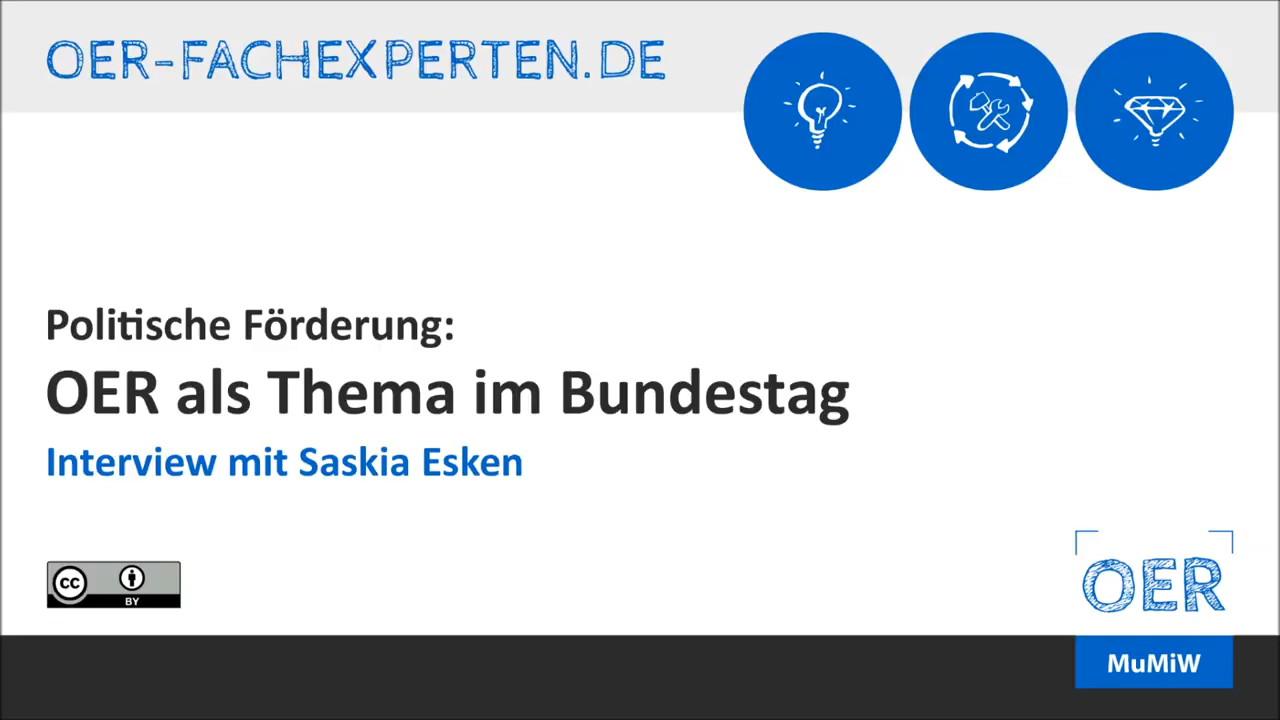 OER-FACHEXPERTEN.DE
Politische Förderung:
OER als Thema im Bundestag
Interview mit Saskia Esken
cc
BY
OER
MuMiW